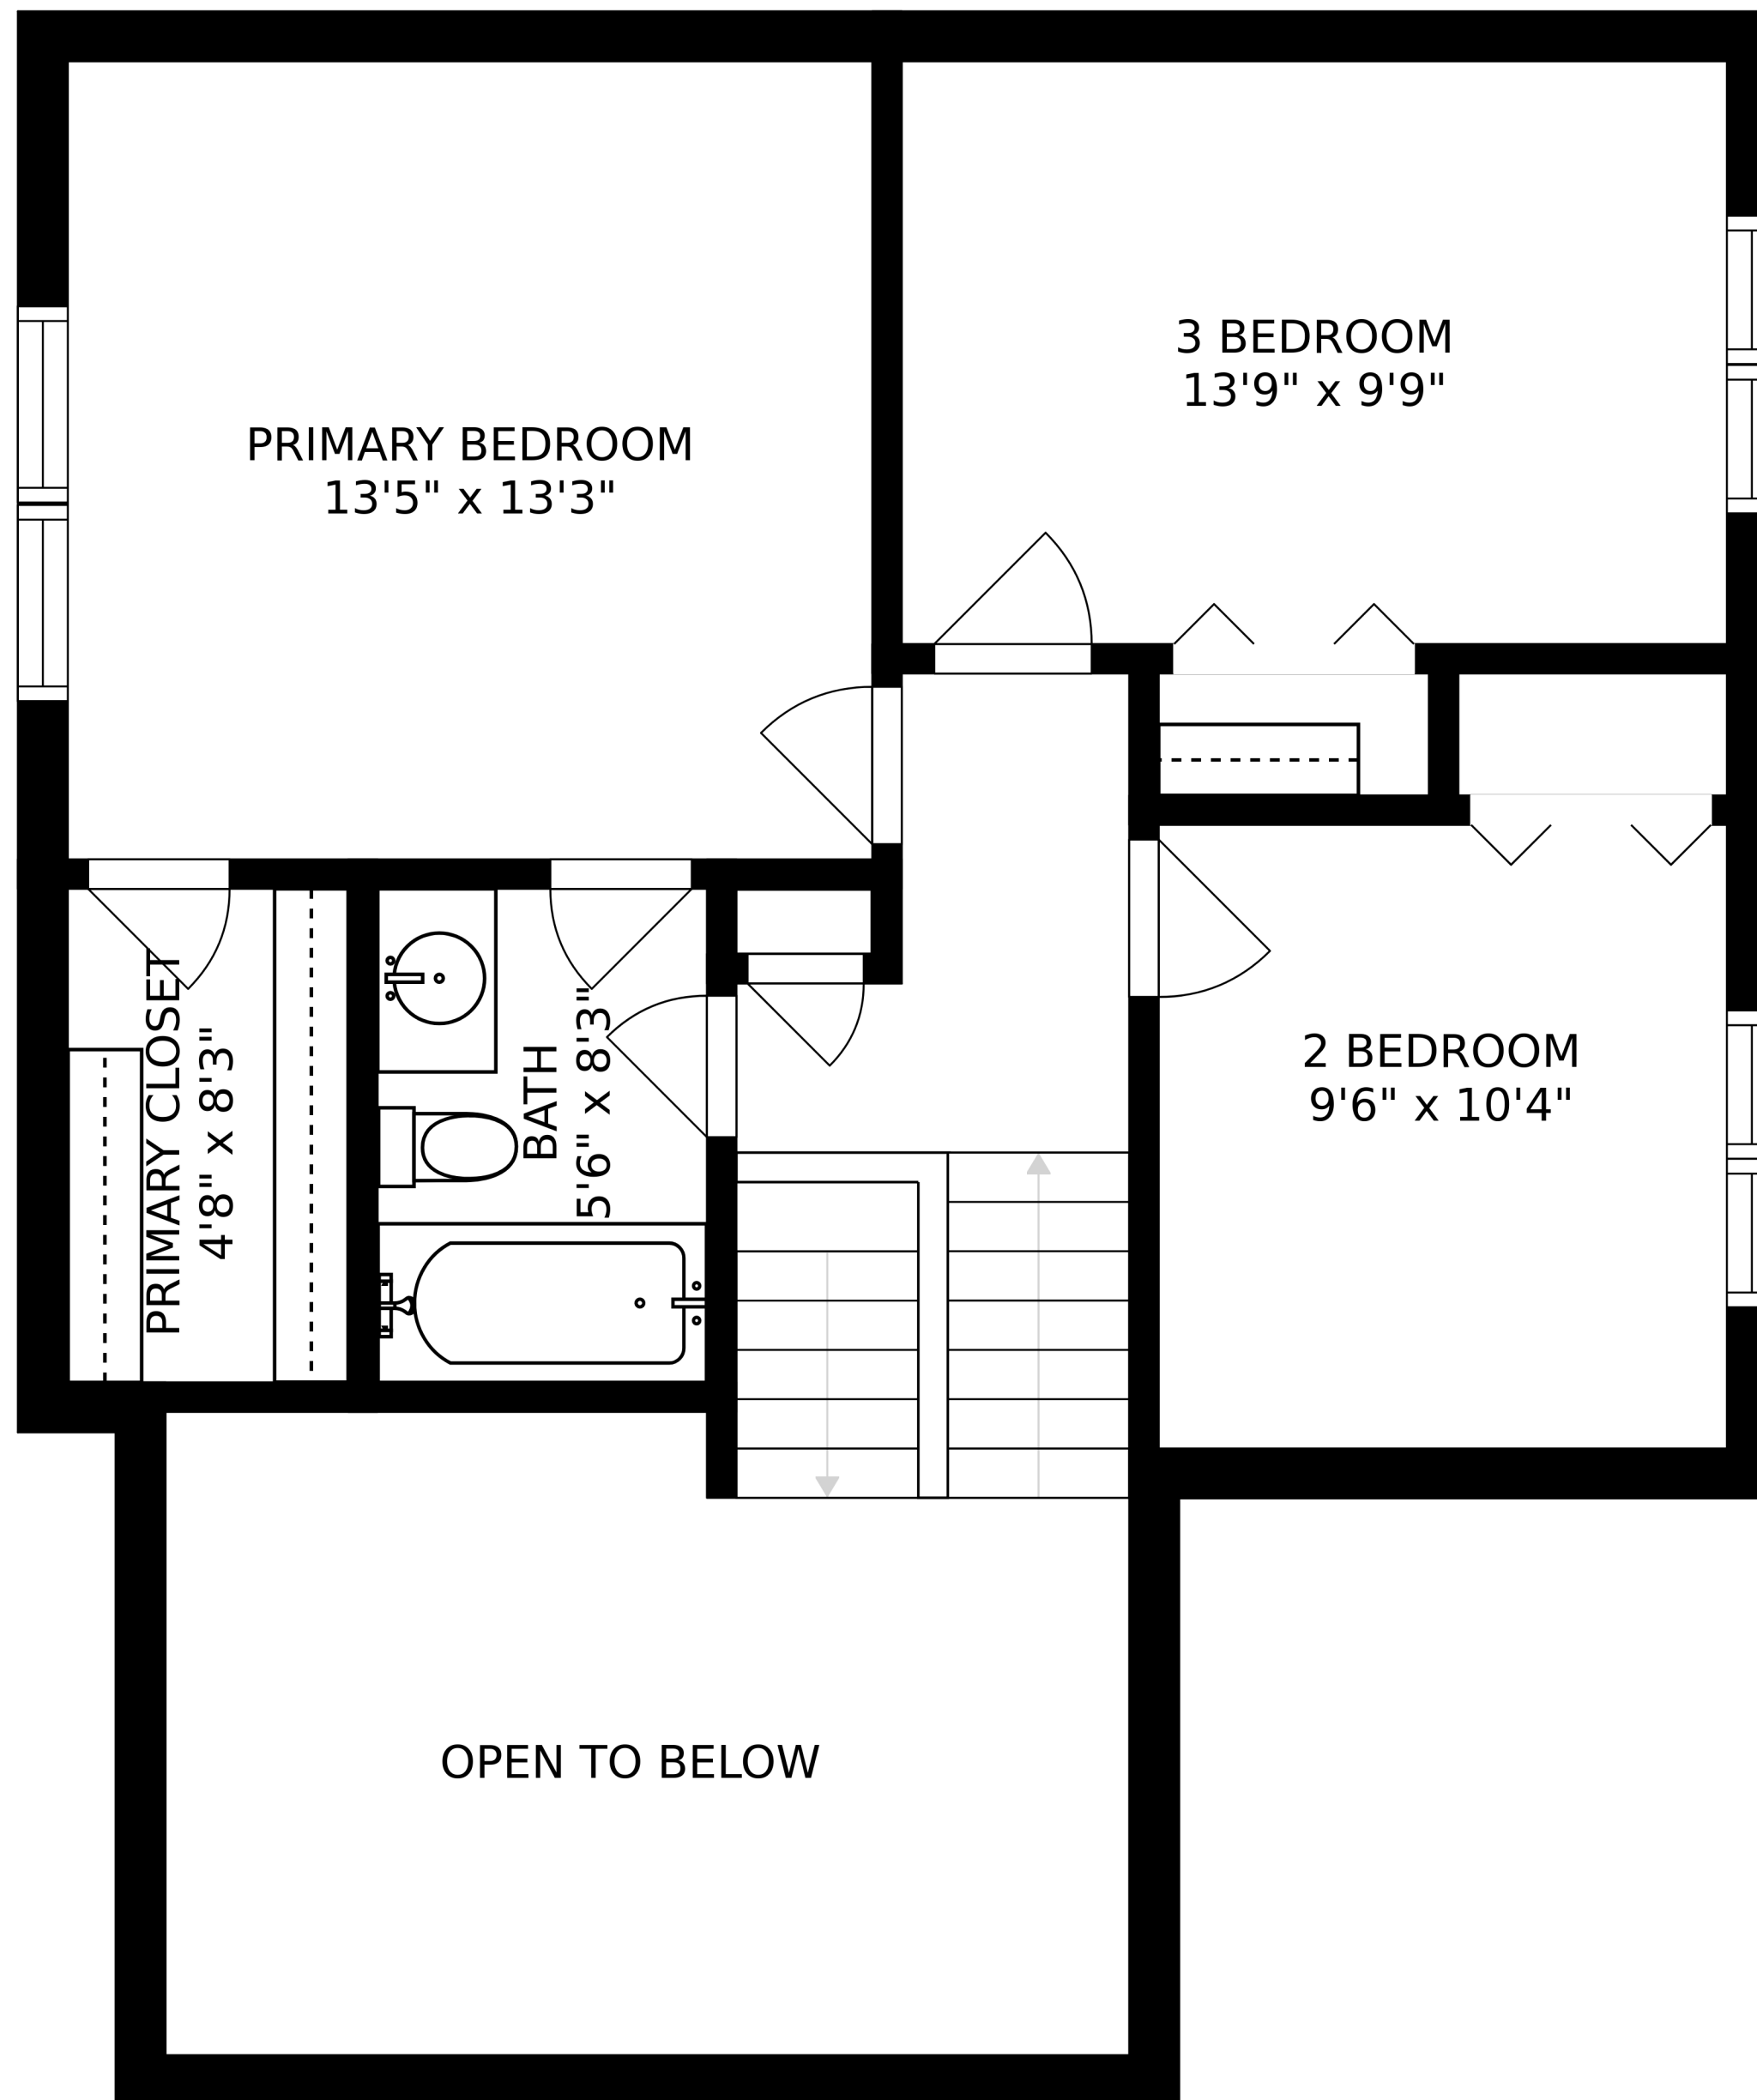 3 BEDROOM
13'9" x 9'9"
PRIMARY BEDROOM
13'5" x 13'3"
PRIMARY CLOSET
4'8" x 8'3"
BATH
5'6" x 8'3"
2 BEDROOM
9'6" x 10'4"
OPEN TO BELOW